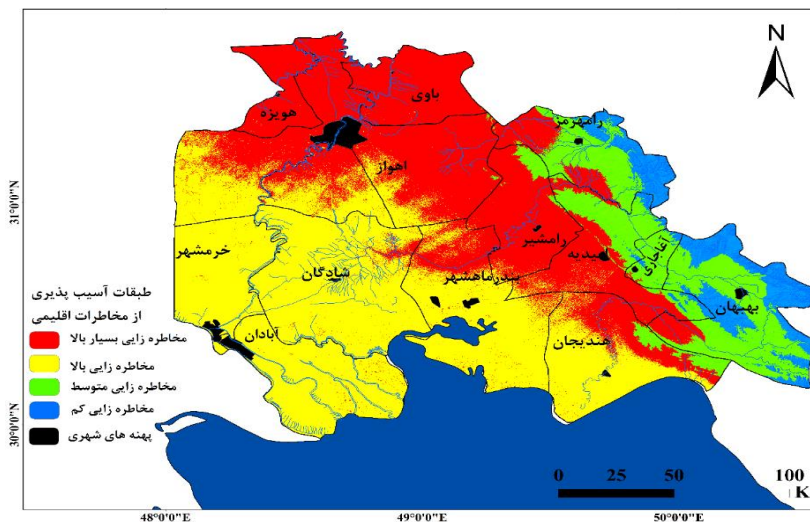 N
باوی
هویزه
رامهرمز
اهواز
31°0'0"N
رامشیر
امیدیه
آغاجاری
خرمشهر
شادگان
بندرماهشهر
بهبهان
هندیجان
آبادان
طبقات آسیب پذیری
از مخاطرات اقلیمی
مخاطره زایی بسیار بالا
مخاطره زایی بالا
مخاطره زایی متوسط
مخاطره زایی کم
پهنه های شهری
30°0'0"N
0 25 50 100
K
48°0'0"E 49°0'0"E 50°0'0"E